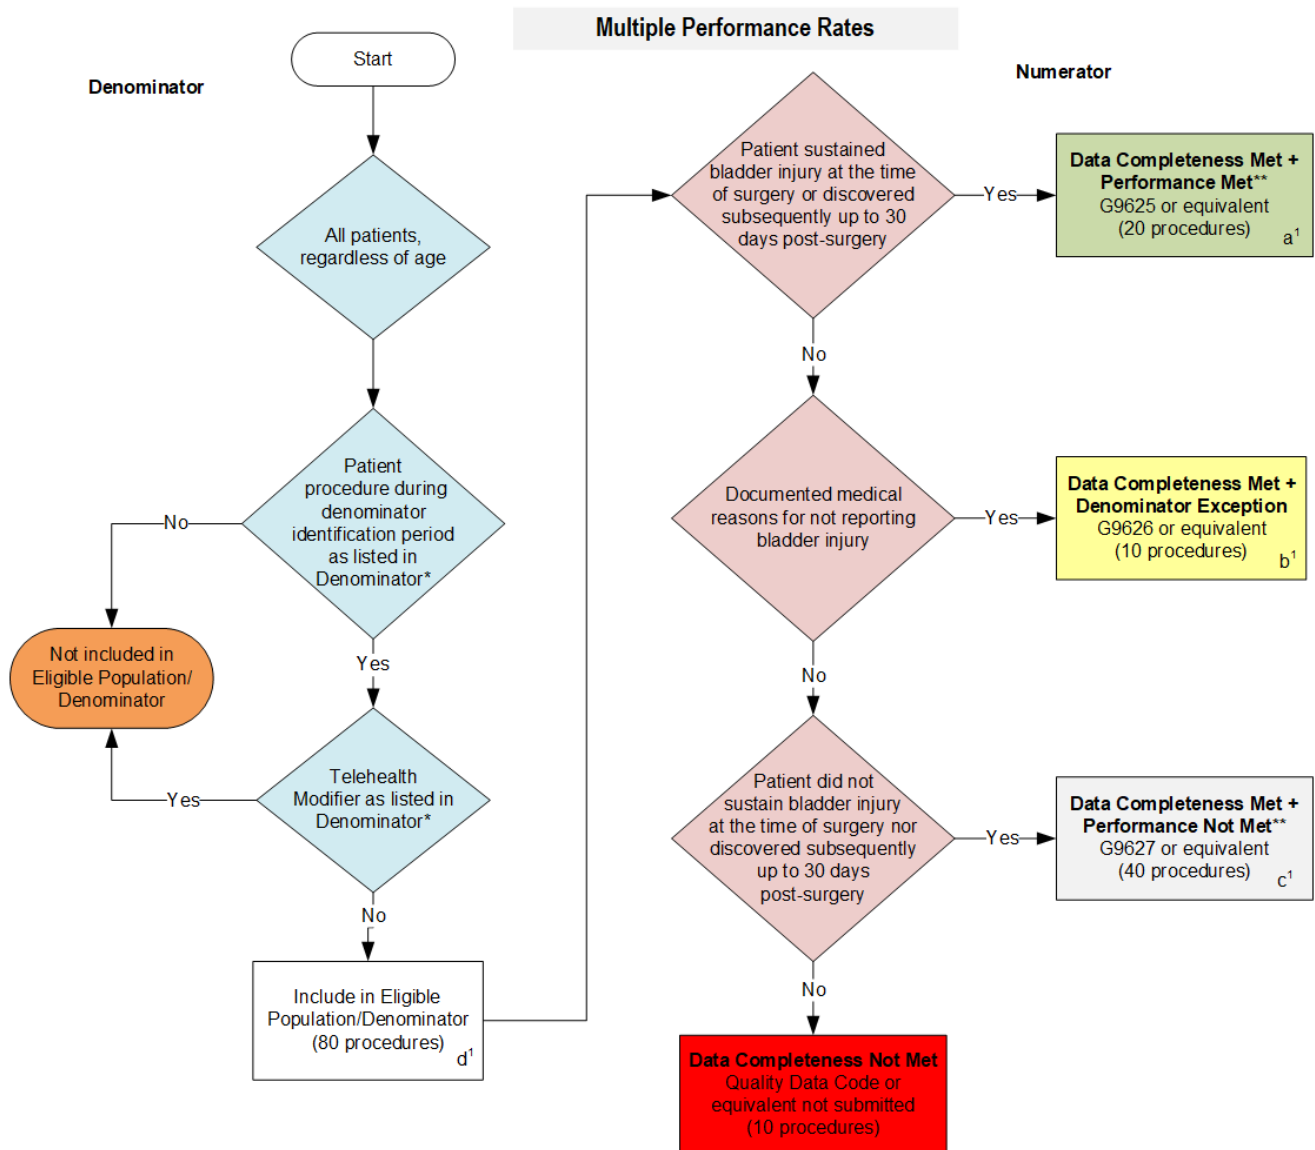 Multiple Performance Rates
Denominator
Numerator
Start
All patients,
regardless of age
Patient
procedure during
denominator
identification period
as listed in
Denominator*
No
Yes
Not included in
Eligible Population/
Denominator
Telehealth
Modifier as listed in
Denominator*
Yes
No
Include in Eligible
Population/Denominator
(80 procedures)
d¹
Patient sustained
bladder injury at the time
of surgery or discovered
subsequently up to 30
days post-surgery
Yes
Data Completeness Met +
Performance Met**
G9625 or equivalent
(20 procedures)
a¹
No
Documented medical
reasons for not reporting
bladder injury
Yes
Data Completeness Met +
Denominator Exception
G9626 or equivalent
(10 procedures)
b¹
No
Patient did not
sustain bladder injury
at the time of surgery nor
discovered subsequently
up to 30 days
post-surgery
Yes
Data Completeness Met +
Performance Not Met**
G9627 or equivalent
(40 procedures)
c¹
No
Data Completeness Not Met
Quality Data Code or
equivalent not submitted
(10 procedures)